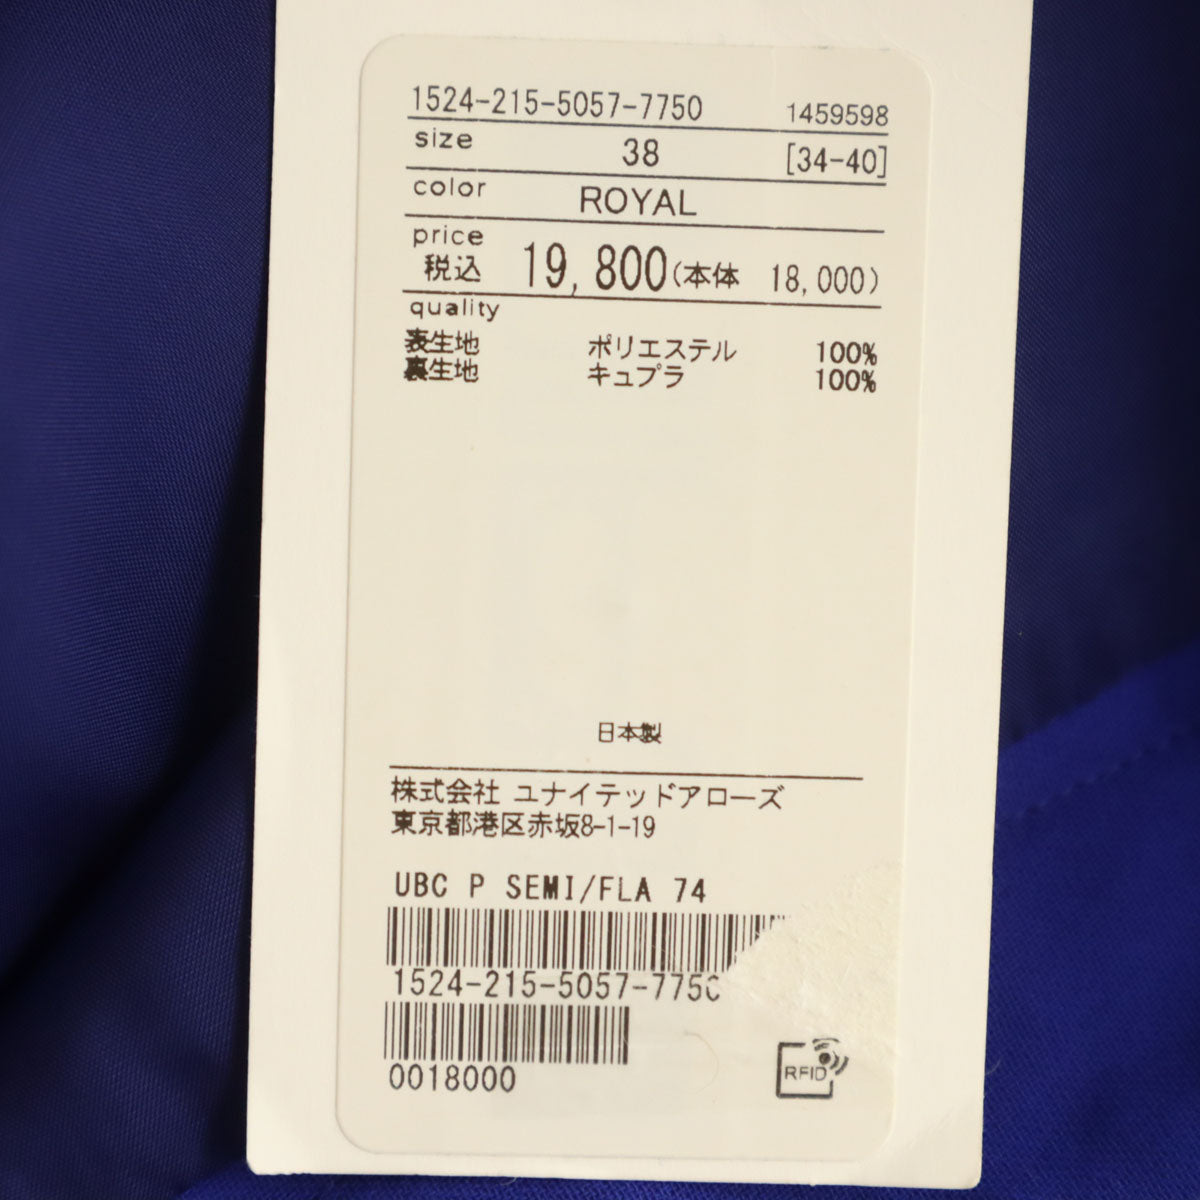 1524-215-5057-7750 1459598
size 38 [34-40]
color ROYAL
price
税込 19,800(本体 18,000)
quality
表生地 ポリエステル 100%
裏生地 キュプラ 100%
日本製
株式会社 ユナイテッドアローズ
東京都港区赤坂8-1-19
UBC P SEMI/FLA 74
1524-215-5057-775
0018000
RFID